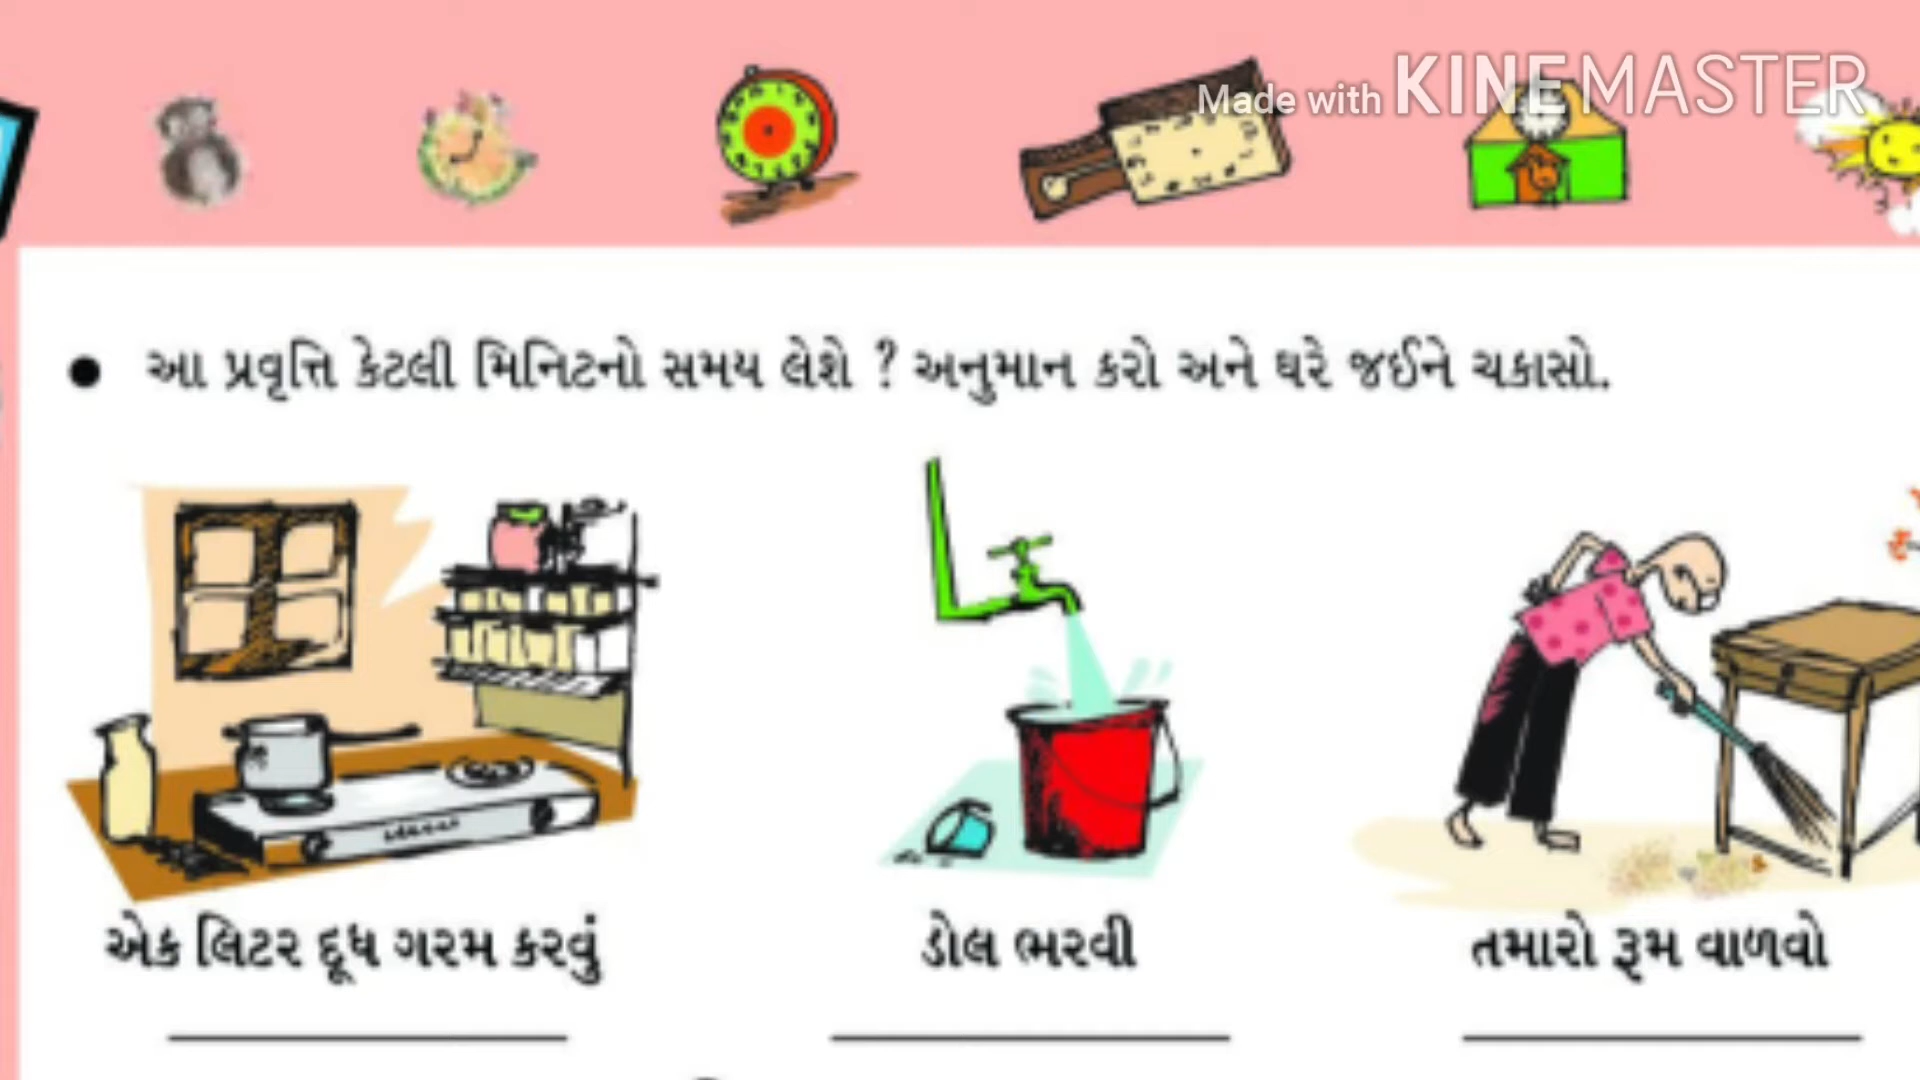 Made with KINEMASTER
● આ પ્રવૃત્તિ કેટલી મિનિટનો સમય લેશે ? અનુમાન કરો અને ઘરે જઈને ચકાસો.
એક લિટર દૂધ ગરમ કરવું
ડોલ ભરવી
તમારો રૂમ વાળવો